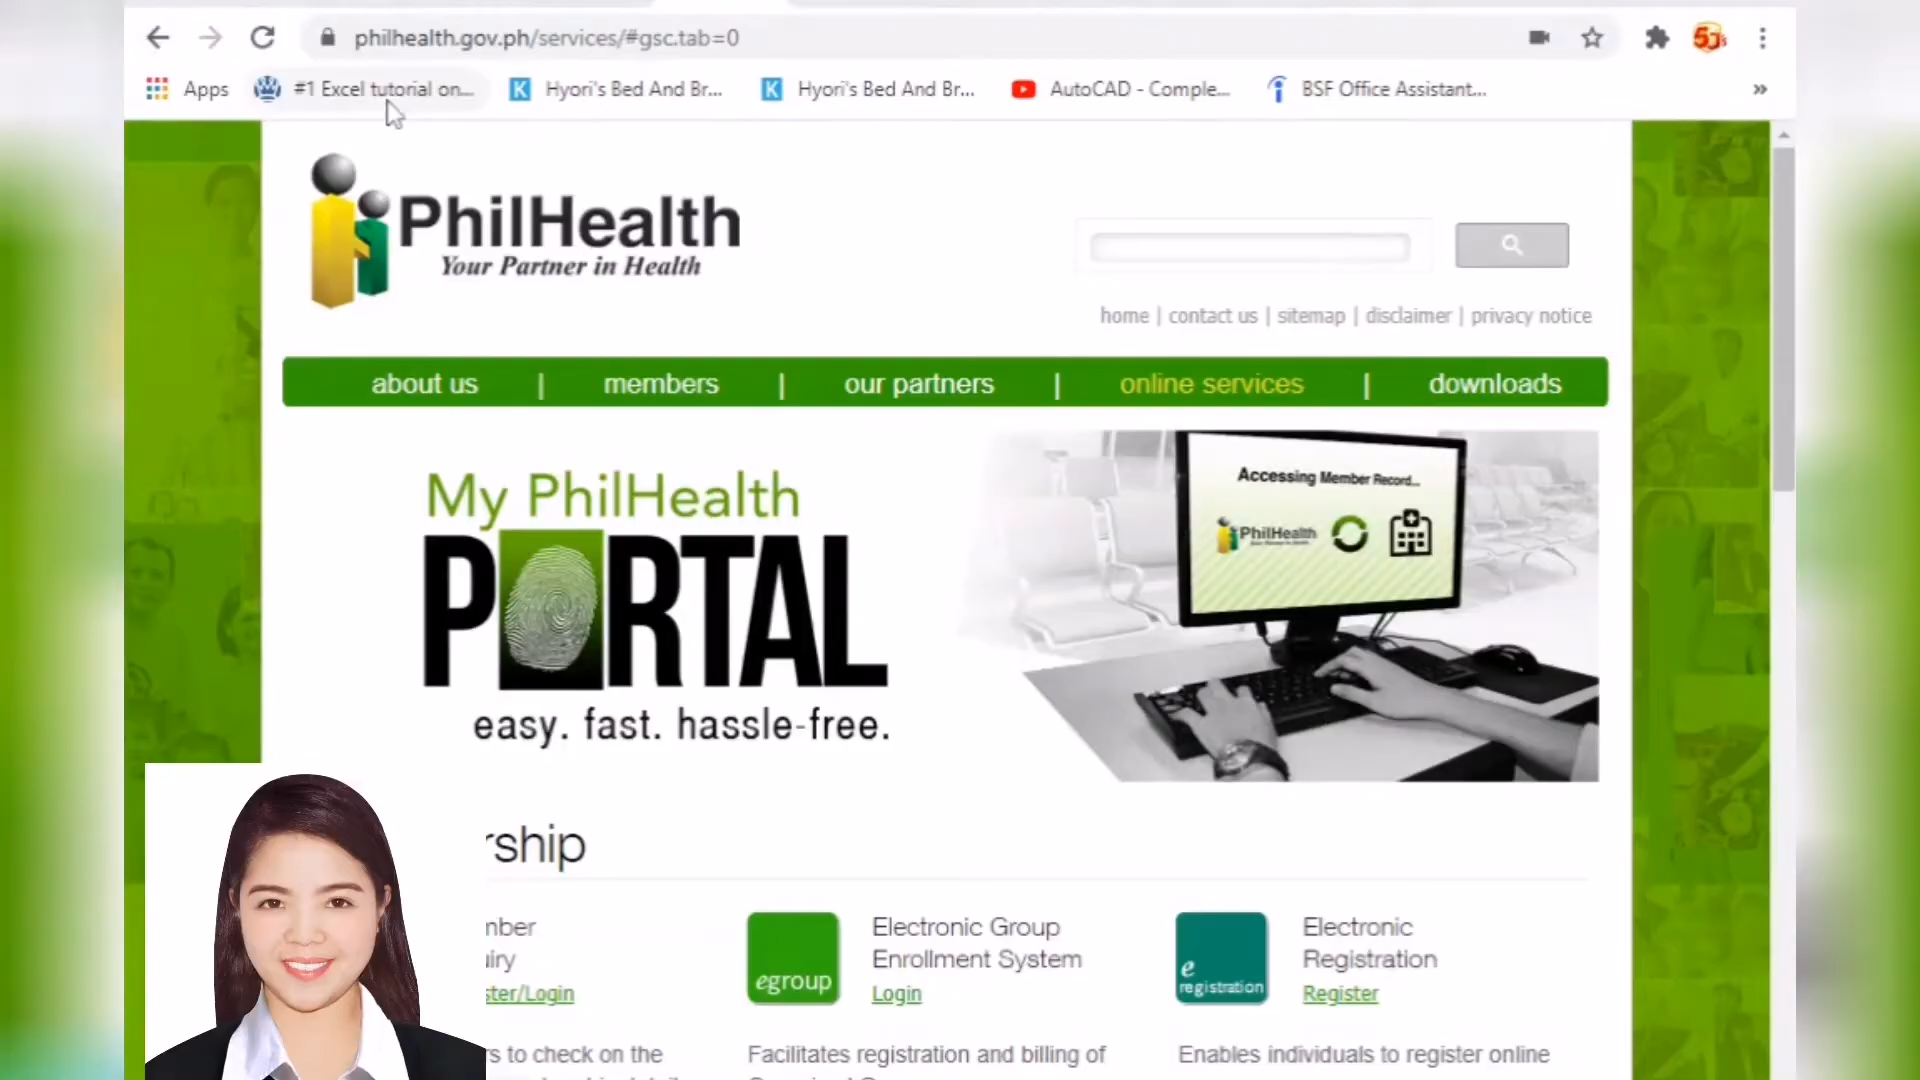 philhealth.gov.ph/services/#gsc.tab=0
Apps
#1 Excel tutorial on...
Hyori's Bed And Br...
Hyori's Bed And Br...
AutoCAD - Comple...
BSF Office Assistant...
PhilHealth
Your Partner in Health
home | contact us | sitemap | disclaimer | privacy notice
about us | members | our partners | online services | downloads
My PhilHealth
PORTAL
easy. fast. hassle-free.
Accessing Member Record...
PhilHealth
rship
mber
uiry
ster/Login
egroup
Electronic Group
Enrollment System
Login
e
registration
Electronic
Registration
Register
rs to check on the
Facilitates registration and billing of
Enables individuals to register online